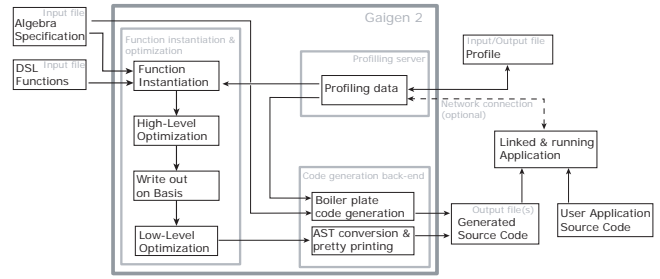 Input file
Algebra
Specification
Input file
DSL
Functions
Gaigen 2
Function instantiation &
optimization
Function
Instantiation
High-Level
Optimization
Write out
on Basis
Low-Level
Optimization
Profilling server
Profiling data
Code generation back-end
Boiler plate
code generation
AST conversion &
pretty printing
Input/Output file
Profile
Network connection
(optional)
Linked & running
Application
Output file(s)
Generated
Source Code
User Application
Source Code